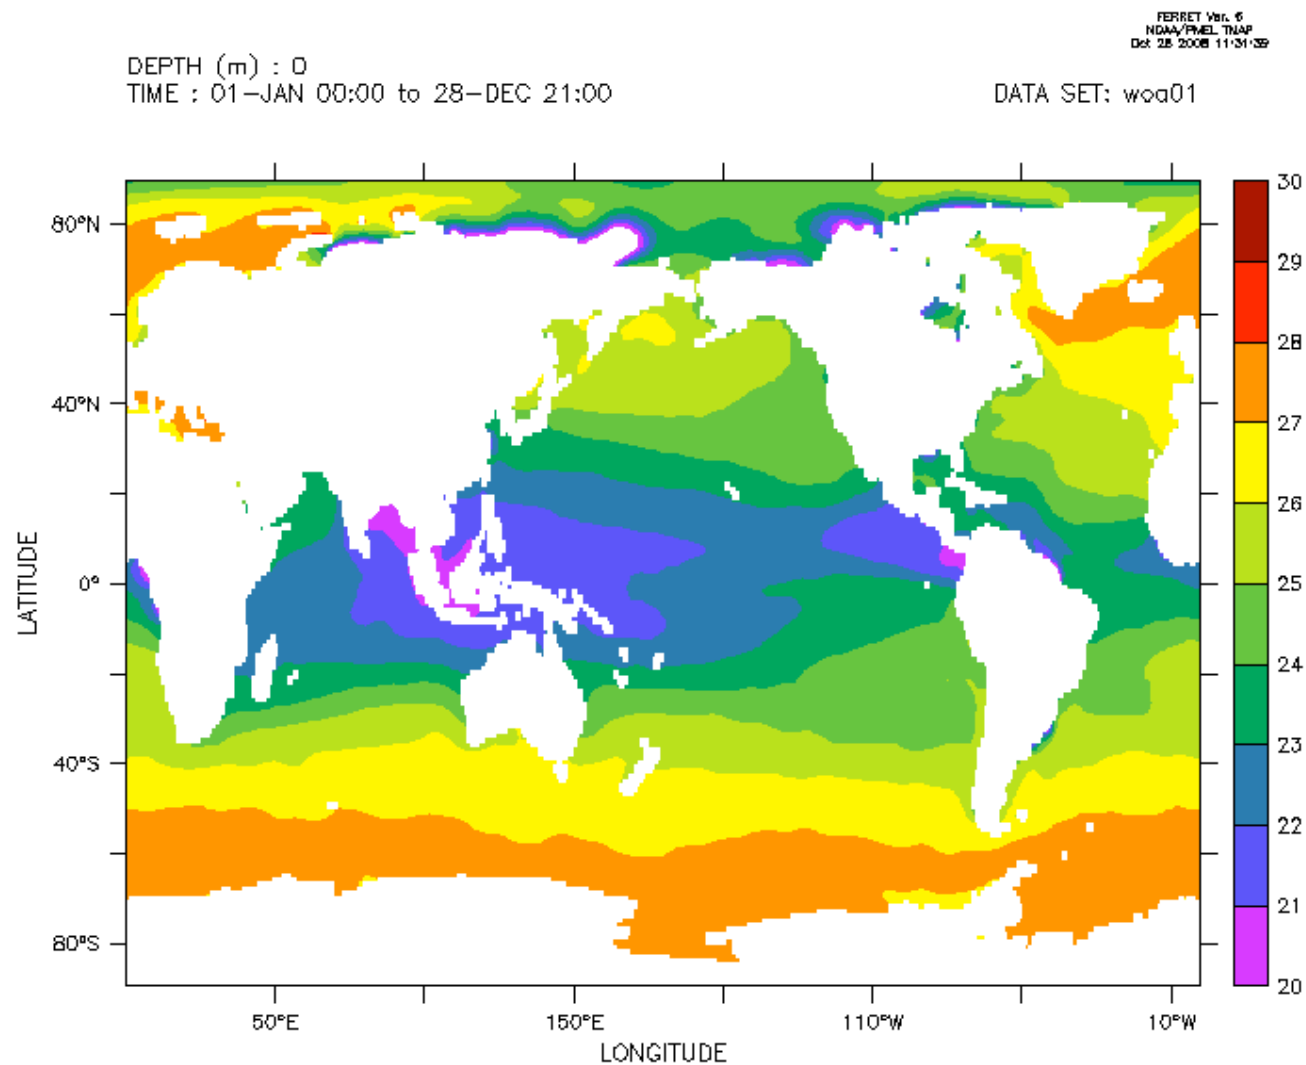 FERRET Ver. 6
NOAA/PMEL TMAP
Oct 28 2008 11:31:39
DEPTH (m) : 0
TIME : 01-JAN 00:00 to 28-DEC 21:00
DATA SET: woa01
30
29
28
27
26
25
24
23
22
21
20
80°N
40°N
0°
40°S
80°S
LATITUDE
50°E
150°E
110°W
10°W
LONGITUDE